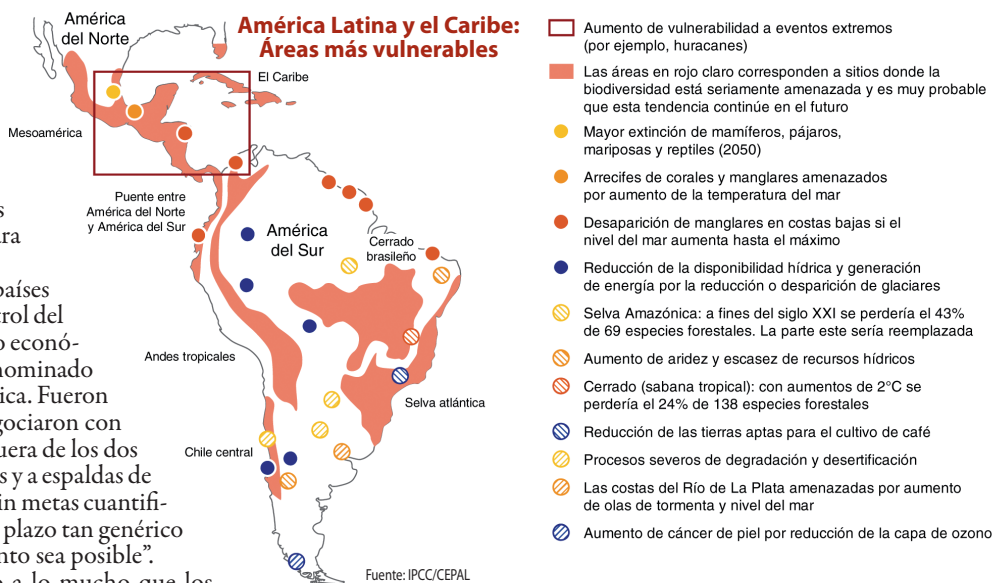 América Latina y el Caribe:
Áreas más vulnerables
América
del Norte
El Caribe
Mesoamérica
Puente entre
América del Norte
y América del Sur
América
del Sur
Cerrado
brasileño
Andes tropicales
Selva atlántica
Chile central
Fuente: IPCC/CEPAL
Aumento de vulnerabilidad a eventos extremos
(por ejemplo, huracanes)
Las áreas en rojo claro corresponden a sitios donde la
biodiversidad está seriamente amenazada y es muy probable
que esta tendencia continúe en el futuro
Mayor extinción de mamíferos, pájaros,
mariposas y reptiles (2050)
Arrecifes de corales y manglares amenazados
por aumento de la temperatura del mar
Desaparición de manglares en costas bajas si el
nivel del mar aumenta hasta el máximo
Reducción de la disponibilidad hídrica y generación
de energía por la reducción o desparición de glaciares
Selva Amazónica: a fines del siglo XXI se perdería el 43%
de 69 especies forestales. La parte este sería reemplazada
Aumento de aridez y escasez de recursos hídricos
Cerrado (sabana tropical): con aumentos de 2°C se
perdería el 24% de 138 especies forestales
Reducción de las tierras aptas para el cultivo de café
Procesos severos de degradación y desertificación
Las costas del Río de La Plata amenazadas por aumento
de olas de tormenta y nivel del mar
Aumento de cáncer de piel por reducción de la capa de ozono
s
ra
países
trol del
o econó-
nominado
ica. Fueron
gociaron con
uera de los dos
s y a espaldas de
in metas cuantifi-
plazo tan genérico
nto sea posible”.
a lo mucho que los